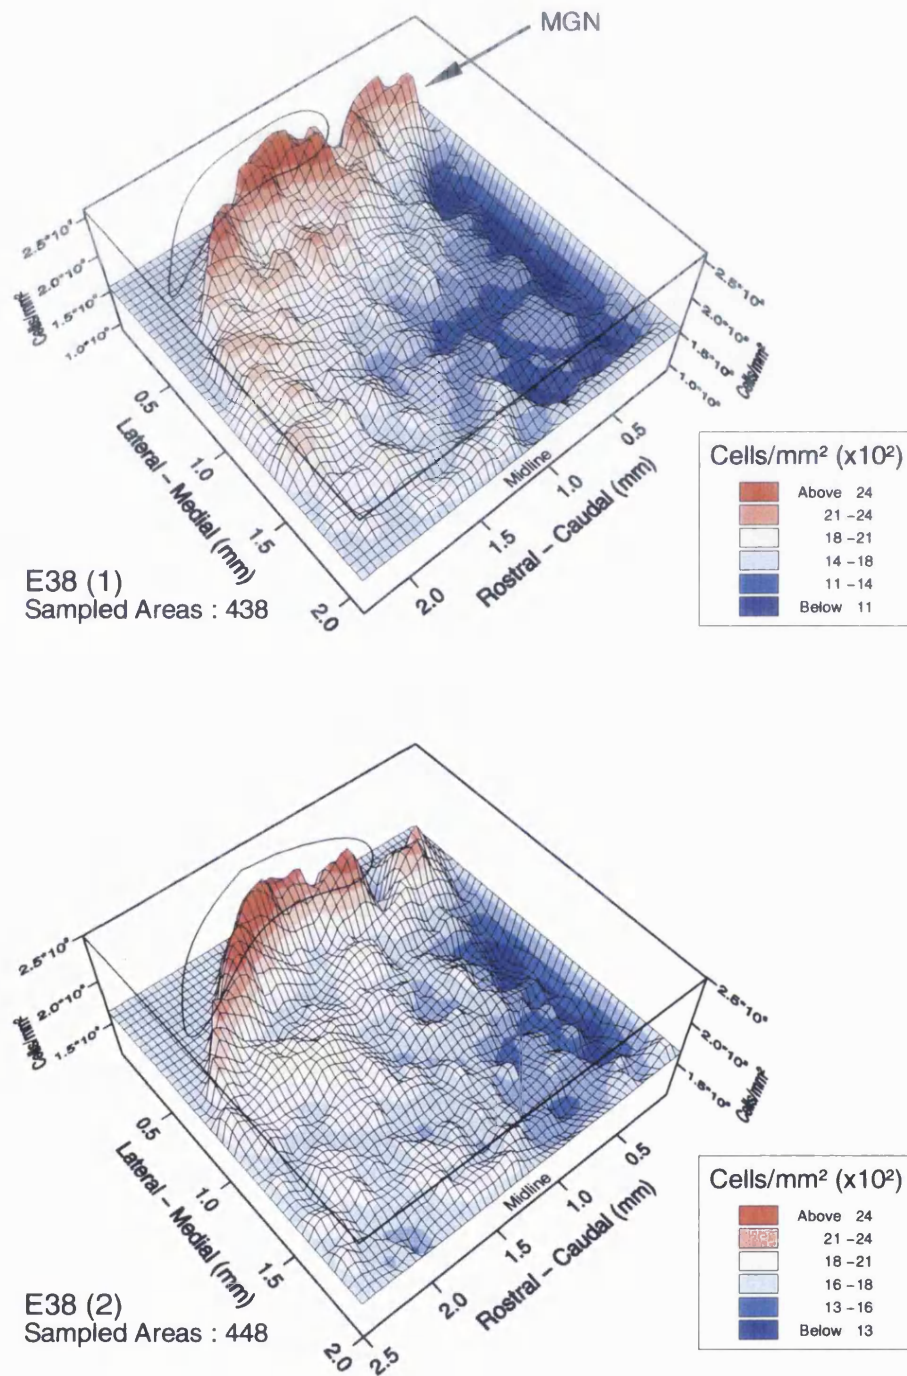 MGN
2.5*10³
2.0*10³
1.5*10³
1.0*10³
Cells/mm²
2.5*10³
2.0*10³
1.5*10³
1.0*10³
Cells/mm²
0.5
1.0
1.5
2.0
Lateral – Medial (mm)
Midline
0.5
1.0
1.5
2.0
Rostral – Caudal (mm)
Cells/mm² (x10²)
Above 24
21 – 24
18 – 21
14 – 18
11 – 14
Below 11
E38 (1)
Sampled Areas : 438
2.5*10³
2.0*10³
1.5*10³
Cells/mm²
2.5*10³
2.0*10³
1.5*10³
Cells/mm²
0.5
1.0
1.5
2.0
Lateral – Medial (mm)
Midline
0.5
1.0
1.5
2.0
2.5
Rostral – Caudal (mm)
Cells/mm² (x10²)
Above 24
21 – 24
18 – 21
16 – 18
13 – 16
Below 13
E38 (2)
Sampled Areas : 448